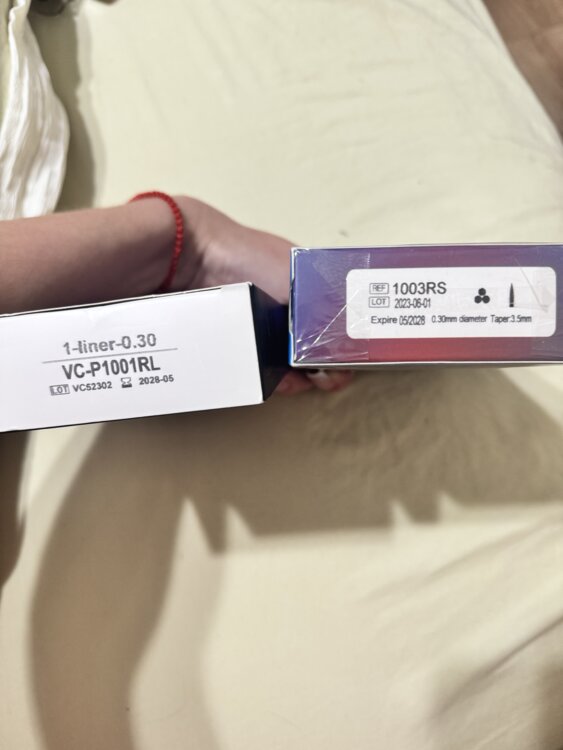 1-liner-0.30
VC-P1001RL
LOT VC52302 2028-05
REF 1003RS
LOT 2023-06-01
Expire 05/2028 0.30mm diameter Taper:3.5mm